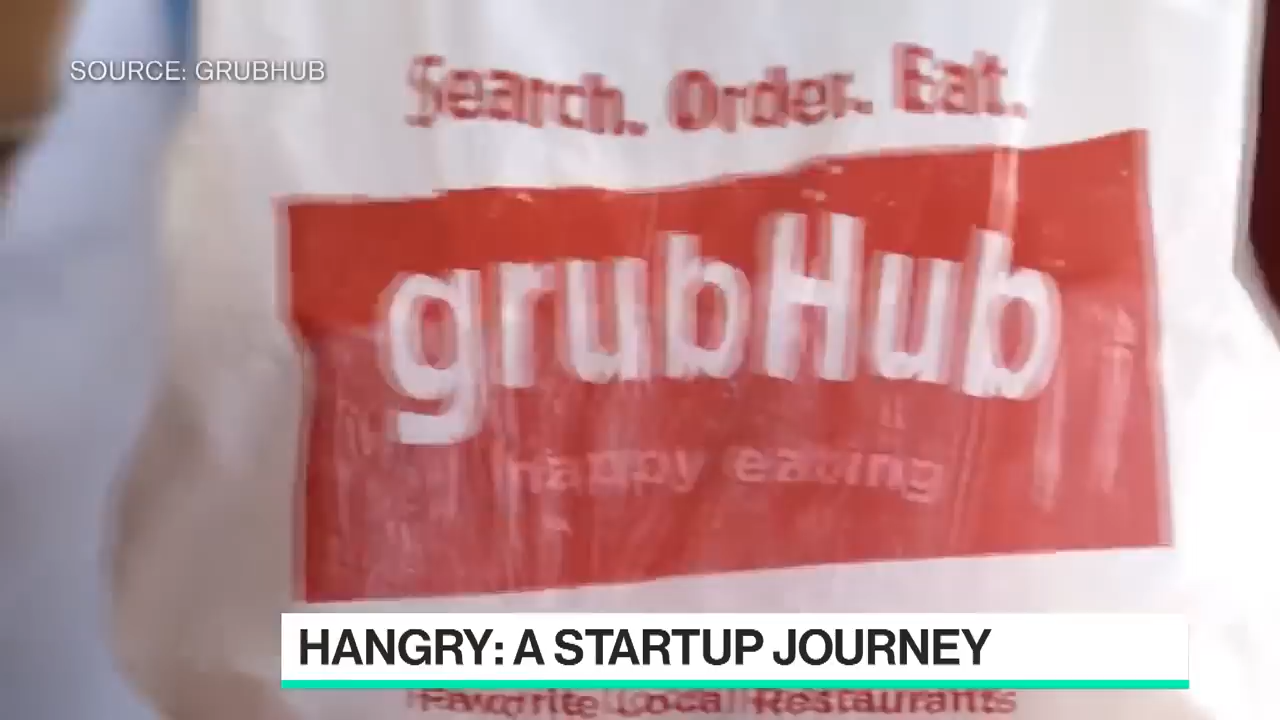 SOURCE: GRUBHUB
Search. Order. Eat.
grubHub
happy eating
HANGRY: A STARTUP JOURNEY
Favorite Local Restaurants